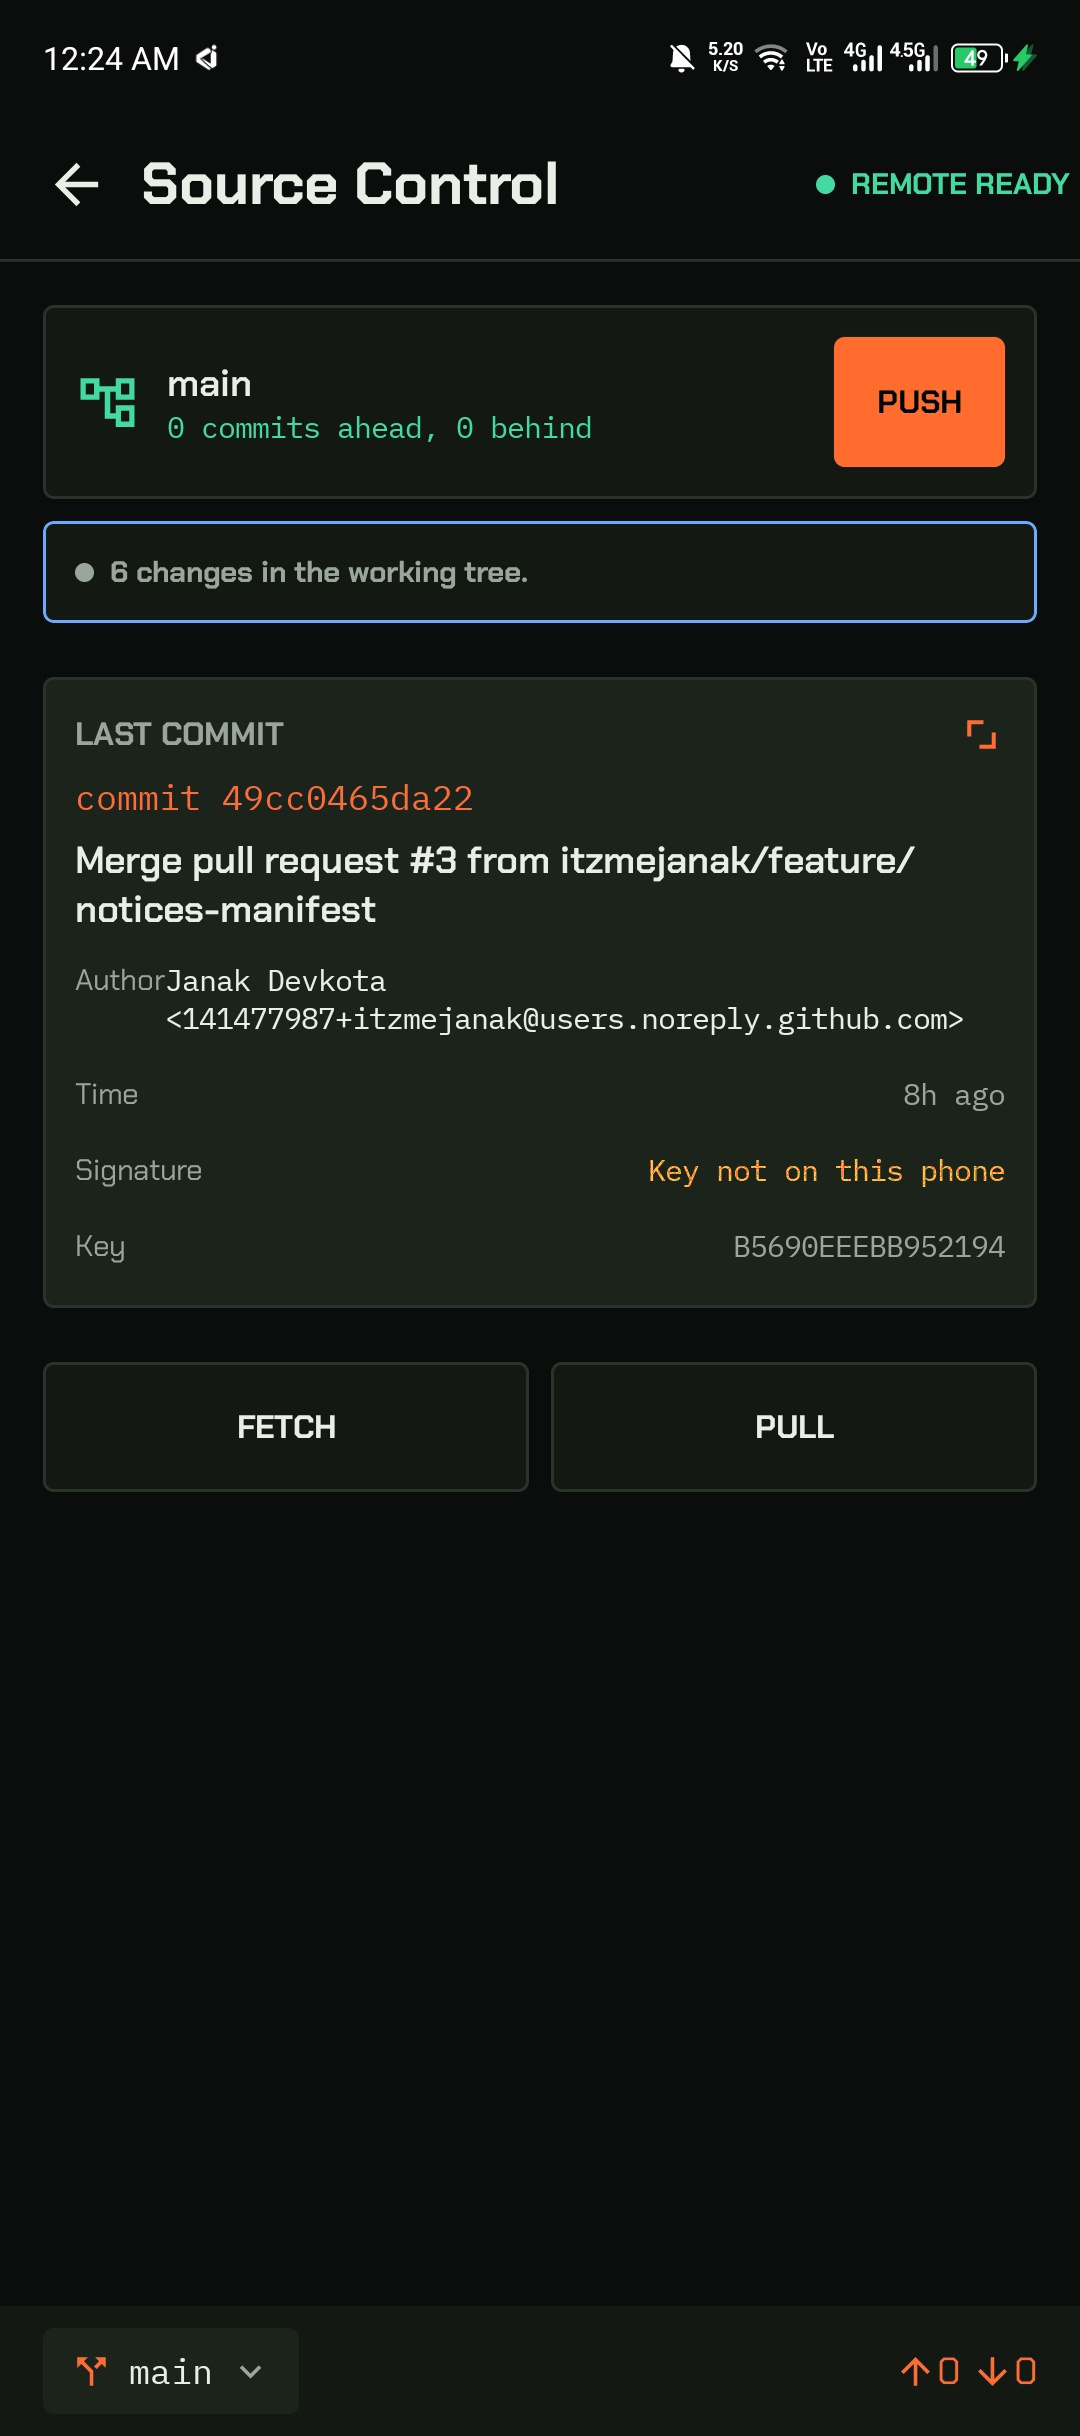 12:24 AM
5.20 K/S
Vo LTE
4G
4.5G
49
Source Control
REMOTE READY
main
0 commits ahead, 0 behind
PUSH
6 changes in the working tree.
LAST COMMIT
commit 49cc0465da22
Merge pull request #3 from itzmejanak/feature/
notices-manifest
Author Janak Devkota
<141477987+itzmejanak@users.noreply.github.com>
Time 8h ago
Signature Key not on this phone
Key B5690EEEBB952194
FETCH
PULL
main
0 0